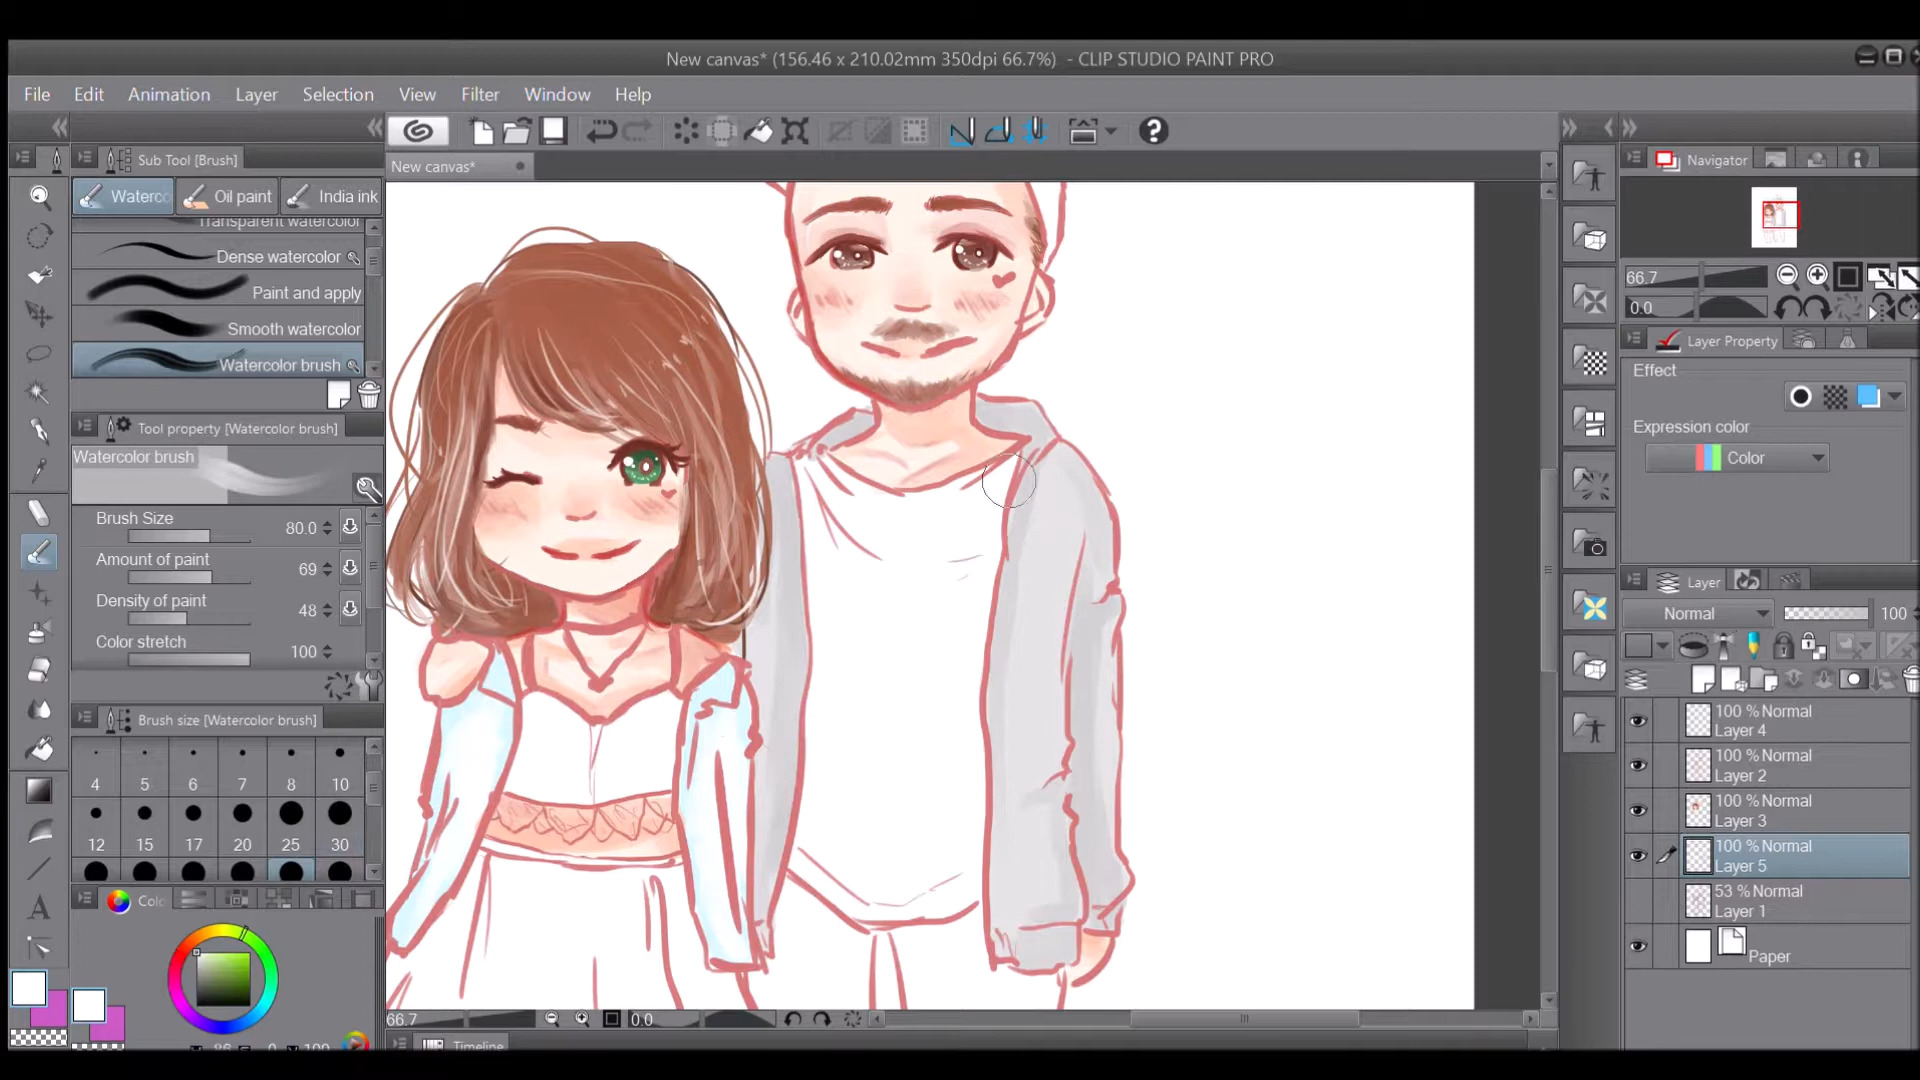 New canvas* (156.46 x 210.02mm 350dpi 66.7%)  - CLIP STUDIO PAINT PRO
File Edit Animation Layer Selection View Filter Window Help
Sub Tool [Brush]
New canvas*
Navigator
Waterco Oil paint India ink
Transparent watercolor
Dense watercolor
Paint and apply
Smooth watercolor
Watercolor brush
66.7
0.0
Layer Property
Effect
Expression color
Color
Tool property [Watercolor brush]
Watercolor brush
Brush Size 80.0
Amount of paint 69
Density of paint 48
Color stretch 100
Layer
Normal 100
Brush size [Watercolor brush]
4 5 6 7 8 10
12 15 17 20 25 30
100 % Normal
Layer 4
100 % Normal
Layer 2
100 % Normal
Layer 3
100 % Normal
Layer 5
53 % Normal
Layer 1
Paper
Colo
66.7 0.0
Timeline